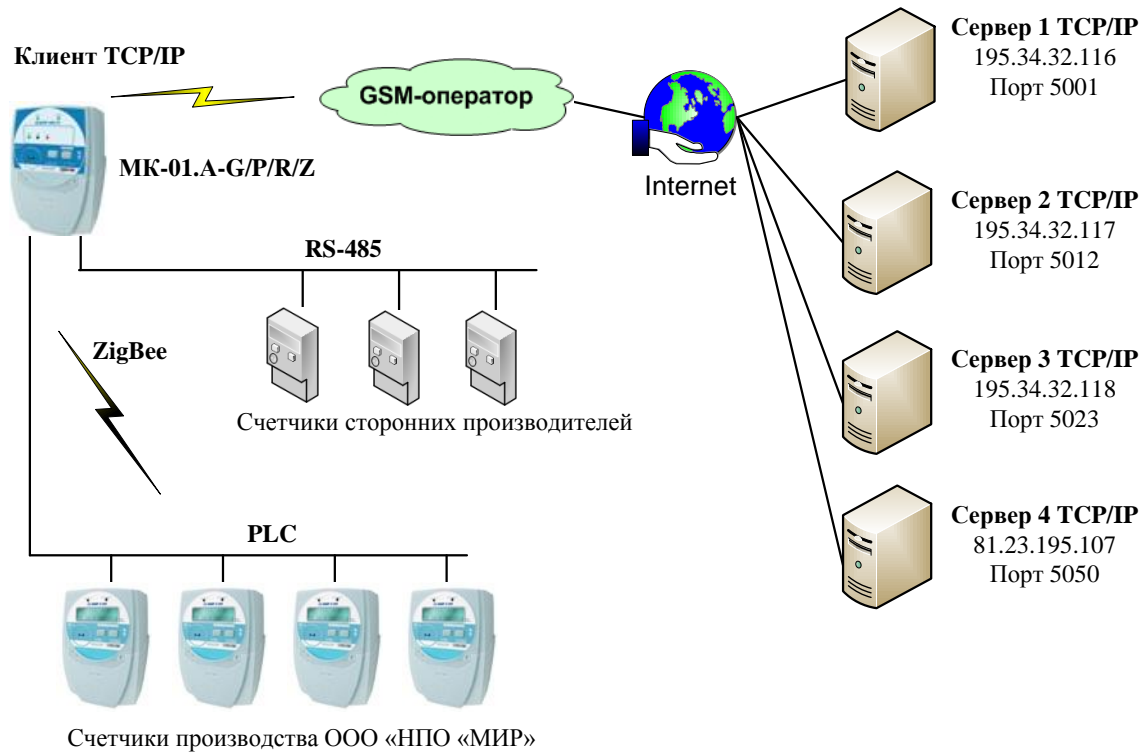 Клиент TCP/IP
GSM-оператор
МК-01.A-G/P/R/Z
Internet
RS-485
ZigBee
Счетчики сторонних производителей
PLC
Счетчики производства ООО «НПО «МИР»
Сервер 1 TCP/IP
195.34.32.116
Порт 5001
Сервер 2 TCP/IP
195.34.32.117
Порт 5012
Сервер 3 TCP/IP
195.34.32.118
Порт 5023
Сервер 4 TCP/IP
81.23.195.107
Порт 5050